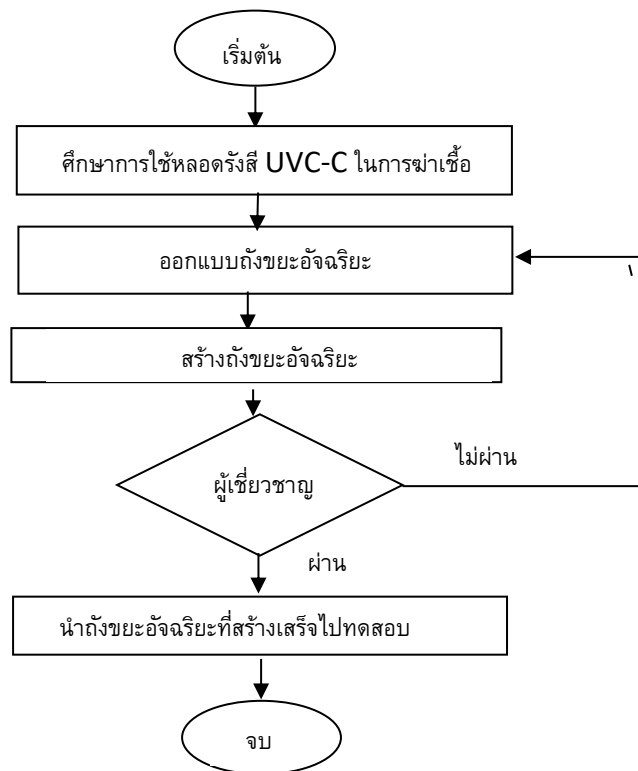 เริ่มต้น
ศึกษาการใช้หลอดรังสี UVC-C ในการฆ่าเชื้อ
ออกแบบถังขยะอัจฉริยะ
สร้างถังขยะอัจฉริยะ
ผู้เชี่ยวชาญ
ไม่ผ่าน
ผ่าน
นำถังขยะอัจฉริยะที่สร้างเสร็จไปทดสอบ
จบ